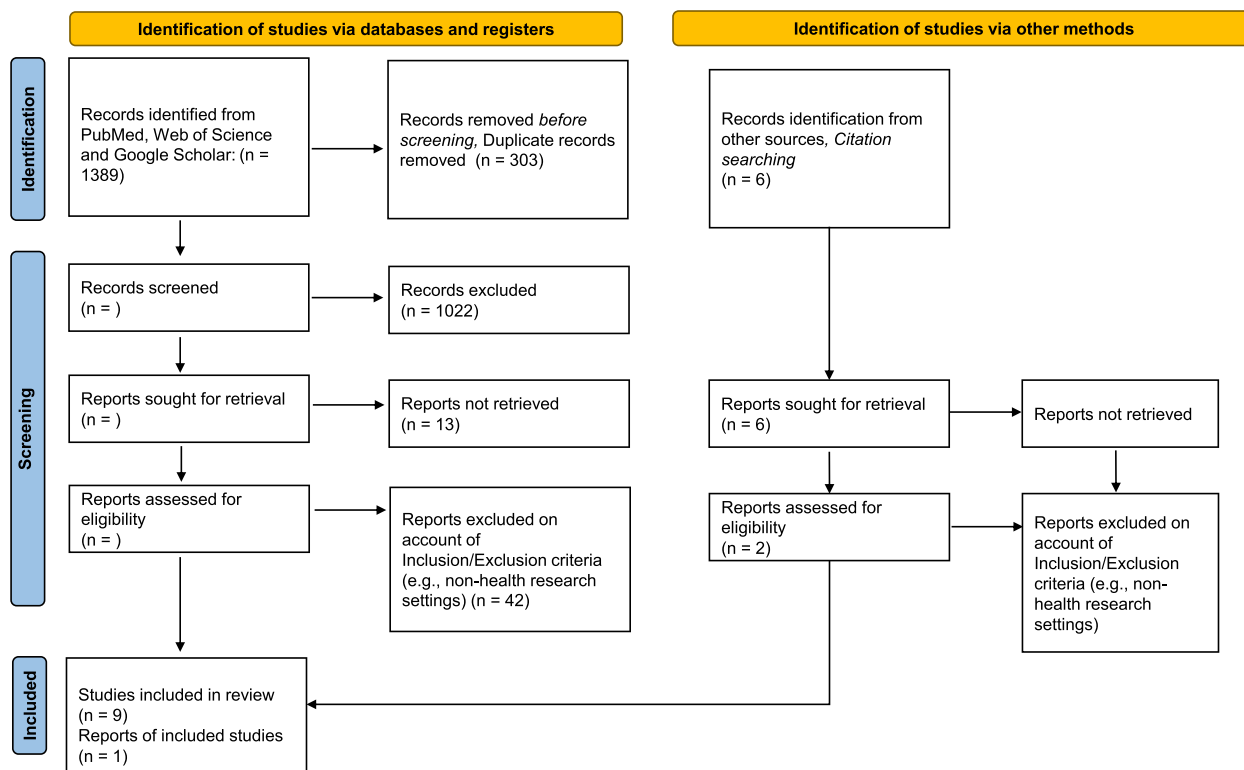 Identification of studies via databases and registers
Identification of studies via other methods
Identification
Records identified from
PubMed, Web of Science
and Google Scholar: (n =
1389)
Records removed before
screening, Duplicate records
removed (n = 303)
Records identification from
other sources, Citation
searching
(n = 6)
Screening
Records screened
(n = )
Records excluded
(n = 1022)
Reports sought for retrieval
(n = )
Reports not retrieved
(n = 13)
Reports sought for retrieval
(n = 6)
Reports not retrieved
Reports assessed for
eligibility
(n = )
Reports excluded on
account of
Inclusion/Exclusion criteria
(e.g., non-health research
settings) (n = 42)
Reports assessed for
eligibility
(n = 2)
Reports excluded on
account of
Inclusion/Exclusion
criteria (e.g., non-
health research
settings)
Included
Studies included in review
(n = 9)
Reports of included studies
(n = 1)